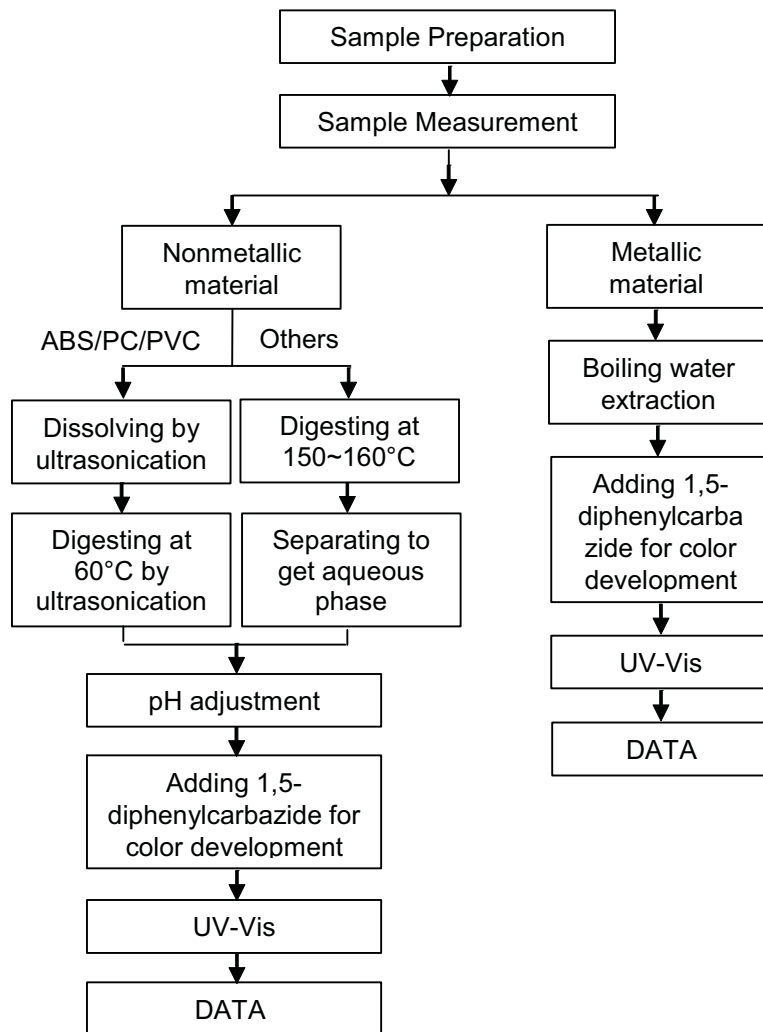 Sample Preparation
Sample Measurement
Nonmetallic
material
Metallic
material
ABS/PC/PVC
Others
Boiling water
extraction
Dissolving by
ultrasonication
Digesting at
150~160°C
Adding 1,5-
diphenylcarba
zide for color
development
Digesting at
60°C by
ultrasonication
Separating to
get aqueous
phase
UV-Vis
pH adjustment
DATA
Adding 1,5-
diphenylcarbazide for
color development
UV-Vis
DATA